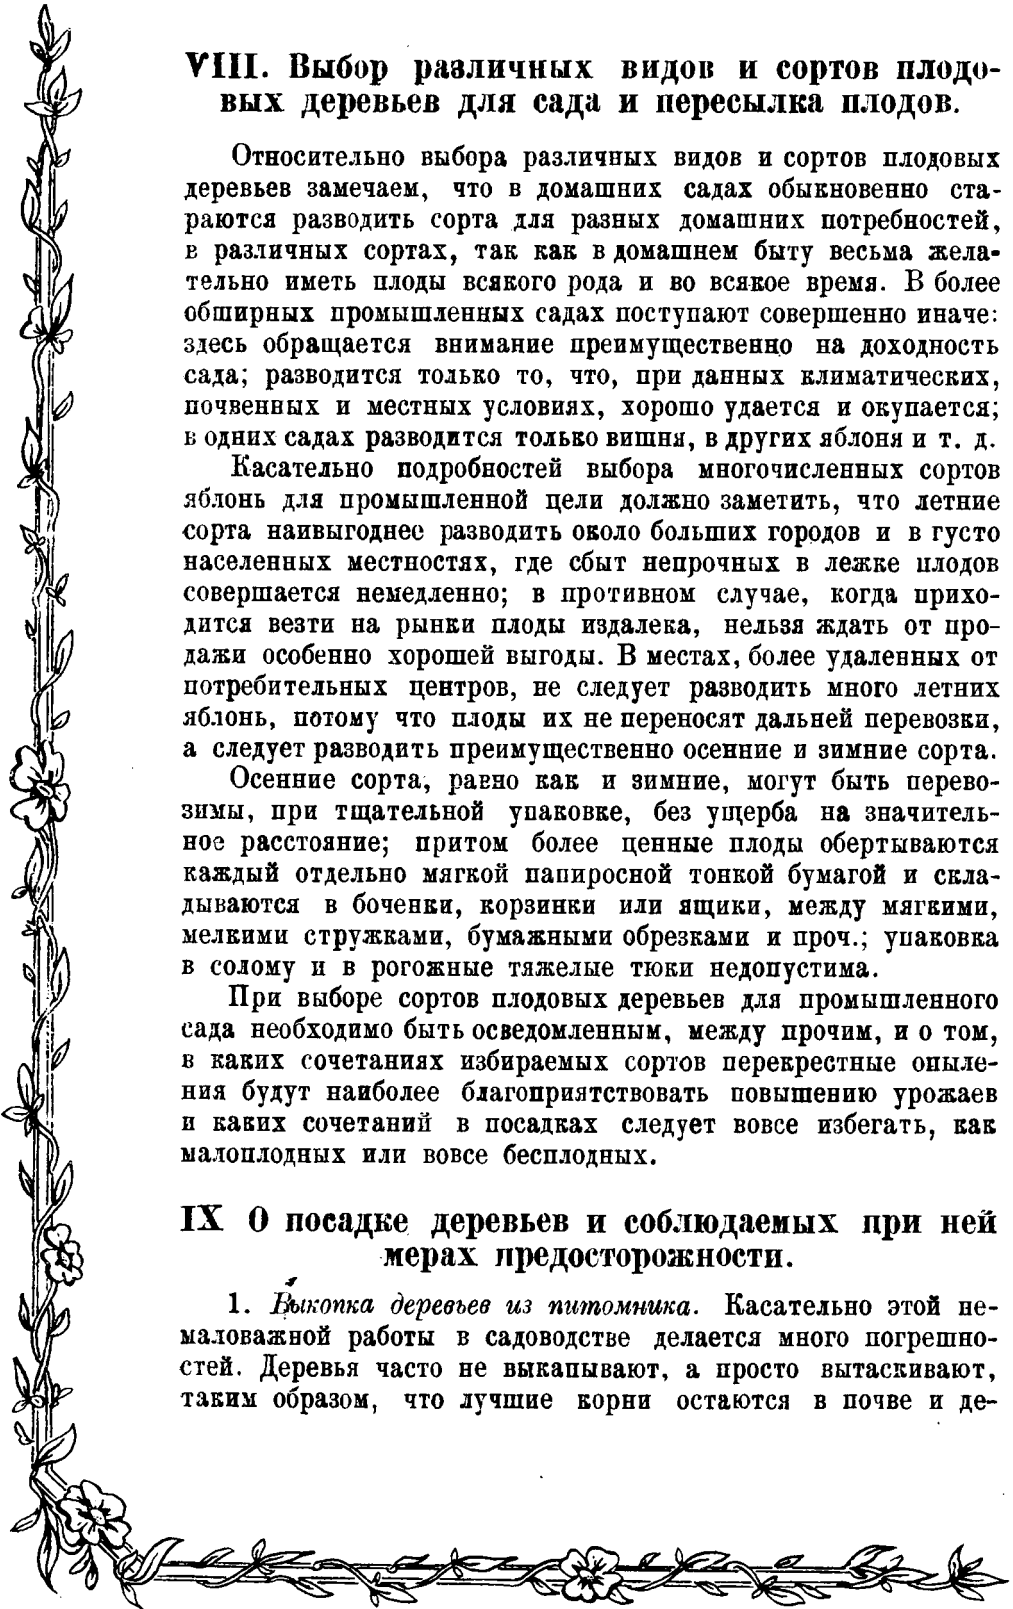 VIII. Выбор различных видов и сортов плодо-
вых деревьев для сада и пересылка плодов.
Относительно выбора различных видов и сортов плодовых
деревьев замечаем, что в домашних садах обыкновенно ста-
раются разводить сорта для разных домашних потребностей,
в различных сортах, так как в домашнем быту весьма жела-
тельно иметь плоды всякого рода и во всякое время. В более
обширных промышленных садах поступают совершенно иначе:
здесь обращается внимание преимущественно на доходность
сада; разводится только то, что, при данных климатических,
почвенных и местных условиях, хорошо удается и окупается;
в одних садах разводится только вишня, в других яблоня и т. д.
Касательно подробностей выбора многочисленных сортов
яблонь для промышленной цели должно заметить, что летние
сорта наивыгоднее разводить около больших городов и в густо
населенных местностях, где сбыт непрочных в лежке плодов
совершается немедленно; в противном случае, когда прихо-
дится везти на рынки плоды издалека, нельзя ждать от про-
дажи особенно хорошей выгоды. В местах, более удаленных от
потребительных центров, не следует разводить много летних
яблонь, потому что плоды их не переносят дальней перевозки,
а следует разводить преимущественно осенние и зимние сорта.
Осенние сорта, равно как и зимние, могут быть перево-
зимы, при тщательной упаковке, без ущерба на значитель-
ное расстояние; притом более ценные плоды обертываются
каждый отдельно мягкой папиросной тонкой бумагой и скла-
дываются в боченки, корзинки или ящики, между мягкими,
мелкими стружками, бумажными обрезками и проч.; упаковка
в солому и в рогожные тяжелые тюки недопустима.
При выборе сортов плодовых деревьев для промышленного
сада необходимо быть осведомленным, между прочим, и о том,
в каких сочетаниях избираемых сортов перекрестные опыле-
ния будут наиболее благоприятствовать повышению урожаев
и каких сочетаний в посадках следует вовсе избегать, как
малоплодных или вовсе бесплодных.
IX О посадке деревьев и соблюдаемых при ней
мерах предосторожности.
1. Выкопка деревьев из питомника. Касательно этой не-
маловажной работы в садоводстве делается много погрешно-
стей. Деревья часто не выкапывают, а просто вытаскивают,
таким образом, что лучшие корни остаются в почве и де-